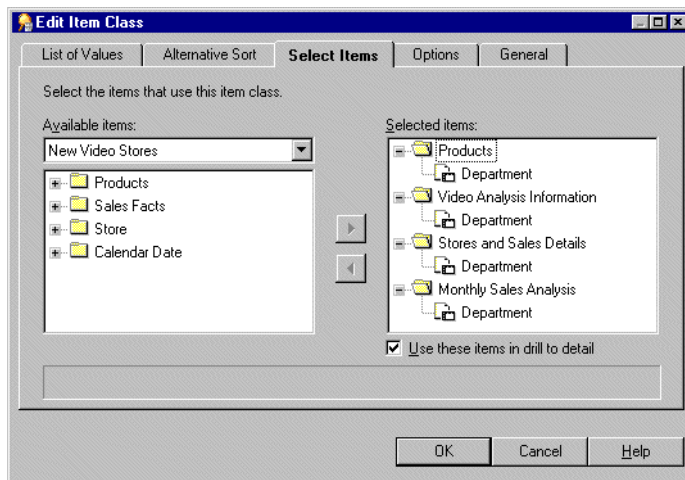 Edit Item Class
List of Values Alternative Sort Select Items Options General
Select the items that use this item class.
Available items:
New Video Stores
Products
Sales Facts
Store
Calendar Date
Selected items:
Products
Department
Video Analysis Information
Department
Stores and Sales Details
Department
Monthly Sales Analysis
Department
Use these items in drill to detail
OK Cancel Help